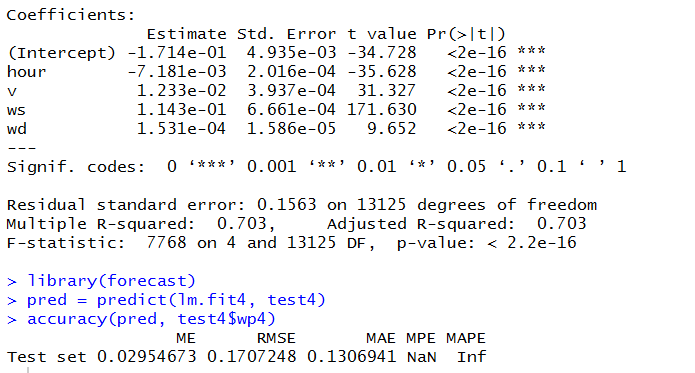 Coefficients:
Estimate Std. Error t value Pr(>|t|)
(Intercept) -1.714e-01 4.935e-03 -34.728 <2e-16 ***
hour -7.181e-03 2.016e-04 -35.628 <2e-16 ***
v 1.233e-02 3.937e-04 31.327 <2e-16 ***
ws 1.143e-01 6.661e-04 171.630 <2e-16 ***
wd 1.531e-04 1.586e-05 9.652 <2e-16 ***
---
Signif. codes: 0 ‘***’ 0.001 ‘**’ 0.01 ‘*’ 0.05 ‘.’ 0.1 ‘ ’ 1
Residual standard error: 0.1563 on 13125 degrees of freedom
Multiple R-squared: 0.703, Adjusted R-squared: 0.703
F-statistic: 7768 on 4 and 13125 DF, p-value: < 2.2e-16
> library(forecast)
> pred = predict(lm.fit4, test4)
> accuracy(pred, test4$wp4)
ME RMSE MAE MPE MAPE
Test set 0.02954673 0.1707248 0.1306941 NaN Inf